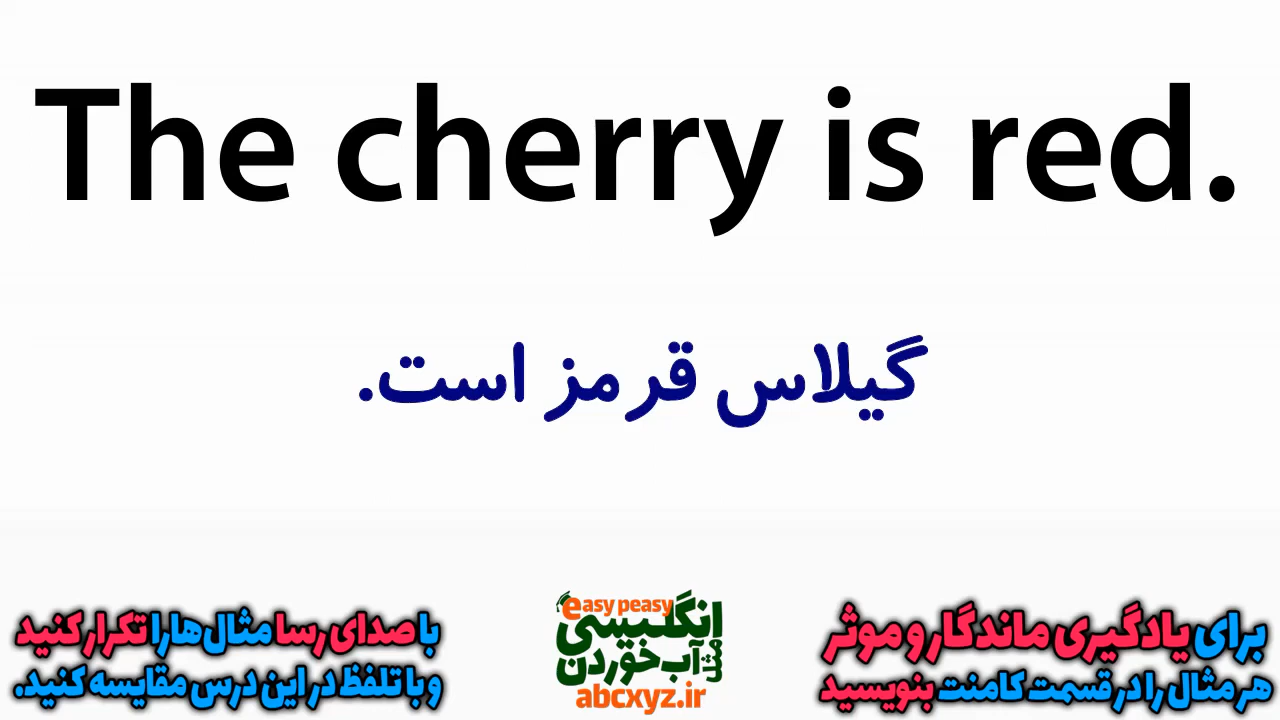 The cherry is red.
گیلاس قرمز است.
برای یادگیری ماندگار و موثر
هر مثال را در قسمت کامنت بنویسید
easy peasy
انگلیسی
مثل آب خوردن
abcxyz.ir
با صدای رسا مثال‌ها را تکرار کنید
و با تلفظ در این درس مقایسه کنید.